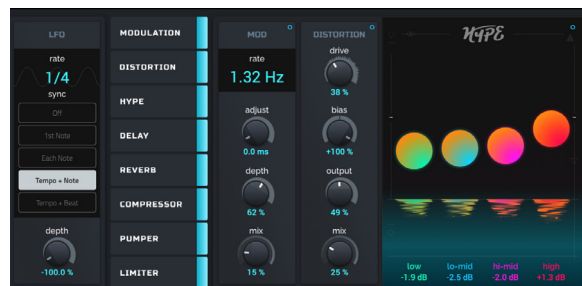 LFO
rate
1/4
sync
Off
1st Note
Each Note
Tempo + Note
Tempo + Beat
depth
-100.0 %
MODULATION
DISTORTION
HYPE
DELAY
REVERB
COMPRESSOR
PUMPER
LIMITER
MOD
rate
1.32 Hz
adjust
0.0 ms
depth
62 %
mix
15 %
DISTORTION
drive
38 %
bias
+100 %
output
49 %
mix
25 %
HYPE
low
-1.9 dB
lo-mid
-2.5 dB
hi-mid
-2.0 dB
high
+1.3 dB